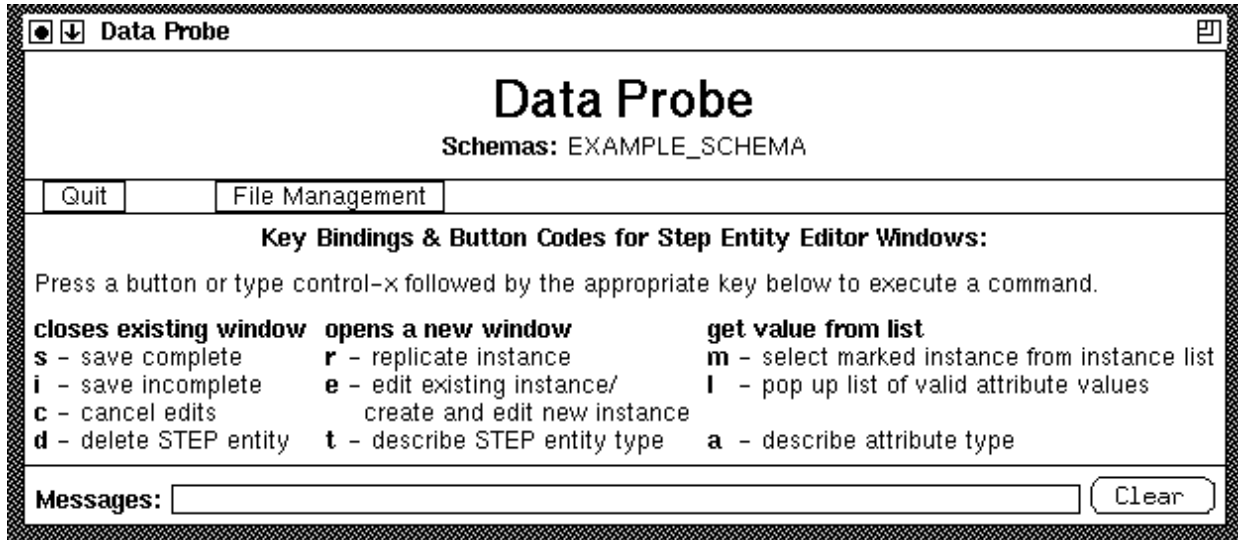 Data Probe
Data Probe
Schemas: EXAMPLE_SCHEMA
Quit File Management
Key Bindings & Button Codes for Step Entity Editor Windows:
Press a button or type control-x followed by the appropriate key below to execute a command.
closes existing window opens a new window get value from list
s - save complete r - replicate instance m - select marked instance from instance list
i - save incomplete e - edit existing instance/ l - pop up list of valid attribute values
c - cancel edits create and edit new instance
d - delete STEP entity t - describe STEP entity type a - describe attribute type
Messages: Clear